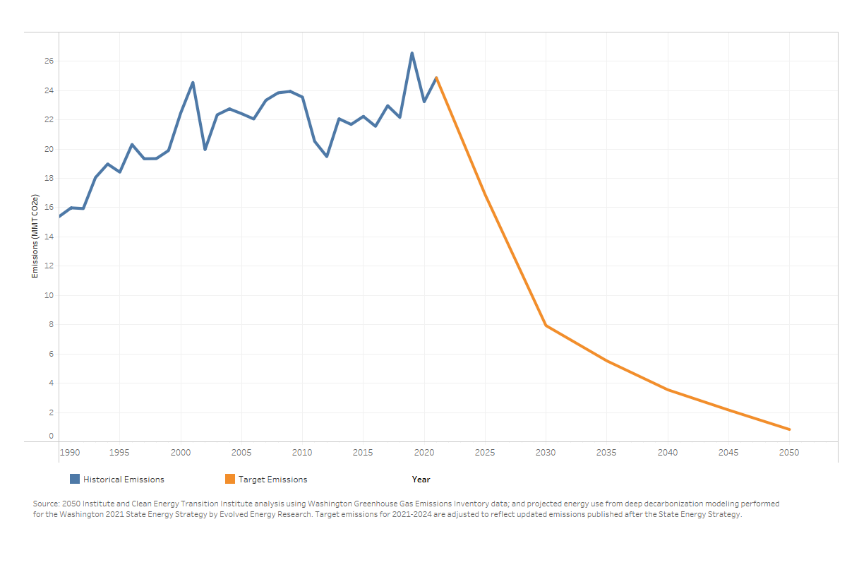 26
24
22
20
18
16
14
12
10
8
6
4
2
0
Emissions (MMTCO2e)
1990 1995 2000 2005 2010 2015 2020 2025 2030 2035 2040 2045 2050
Historical Emissions Target Emissions Year
Source: 2050 Institute and Clean Energy Transition Institute analysis using Washington Greenhouse Gas Emissions Inventory data; and projected energy use from deep decarbonization modeling performed
for the Washington 2021 State Energy Strategy by Evolved Energy Research. Target emissions for 2021-2024 are adjusted to reflect updated emissions published after the State Energy Strategy.